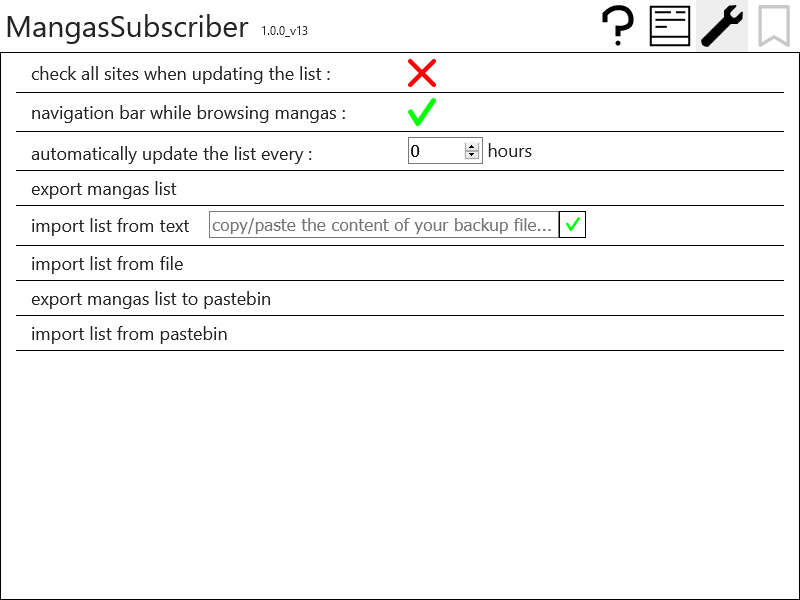 MangasSubscriber 1.0.0_v13
check all sites when updating the list :
navigation bar while browsing mangas :
automatically update the list every : 0 hours
export mangas list
import list from text copy/paste the content of your backup file...
import list from file
export mangas list to pastebin
import list from pastebin